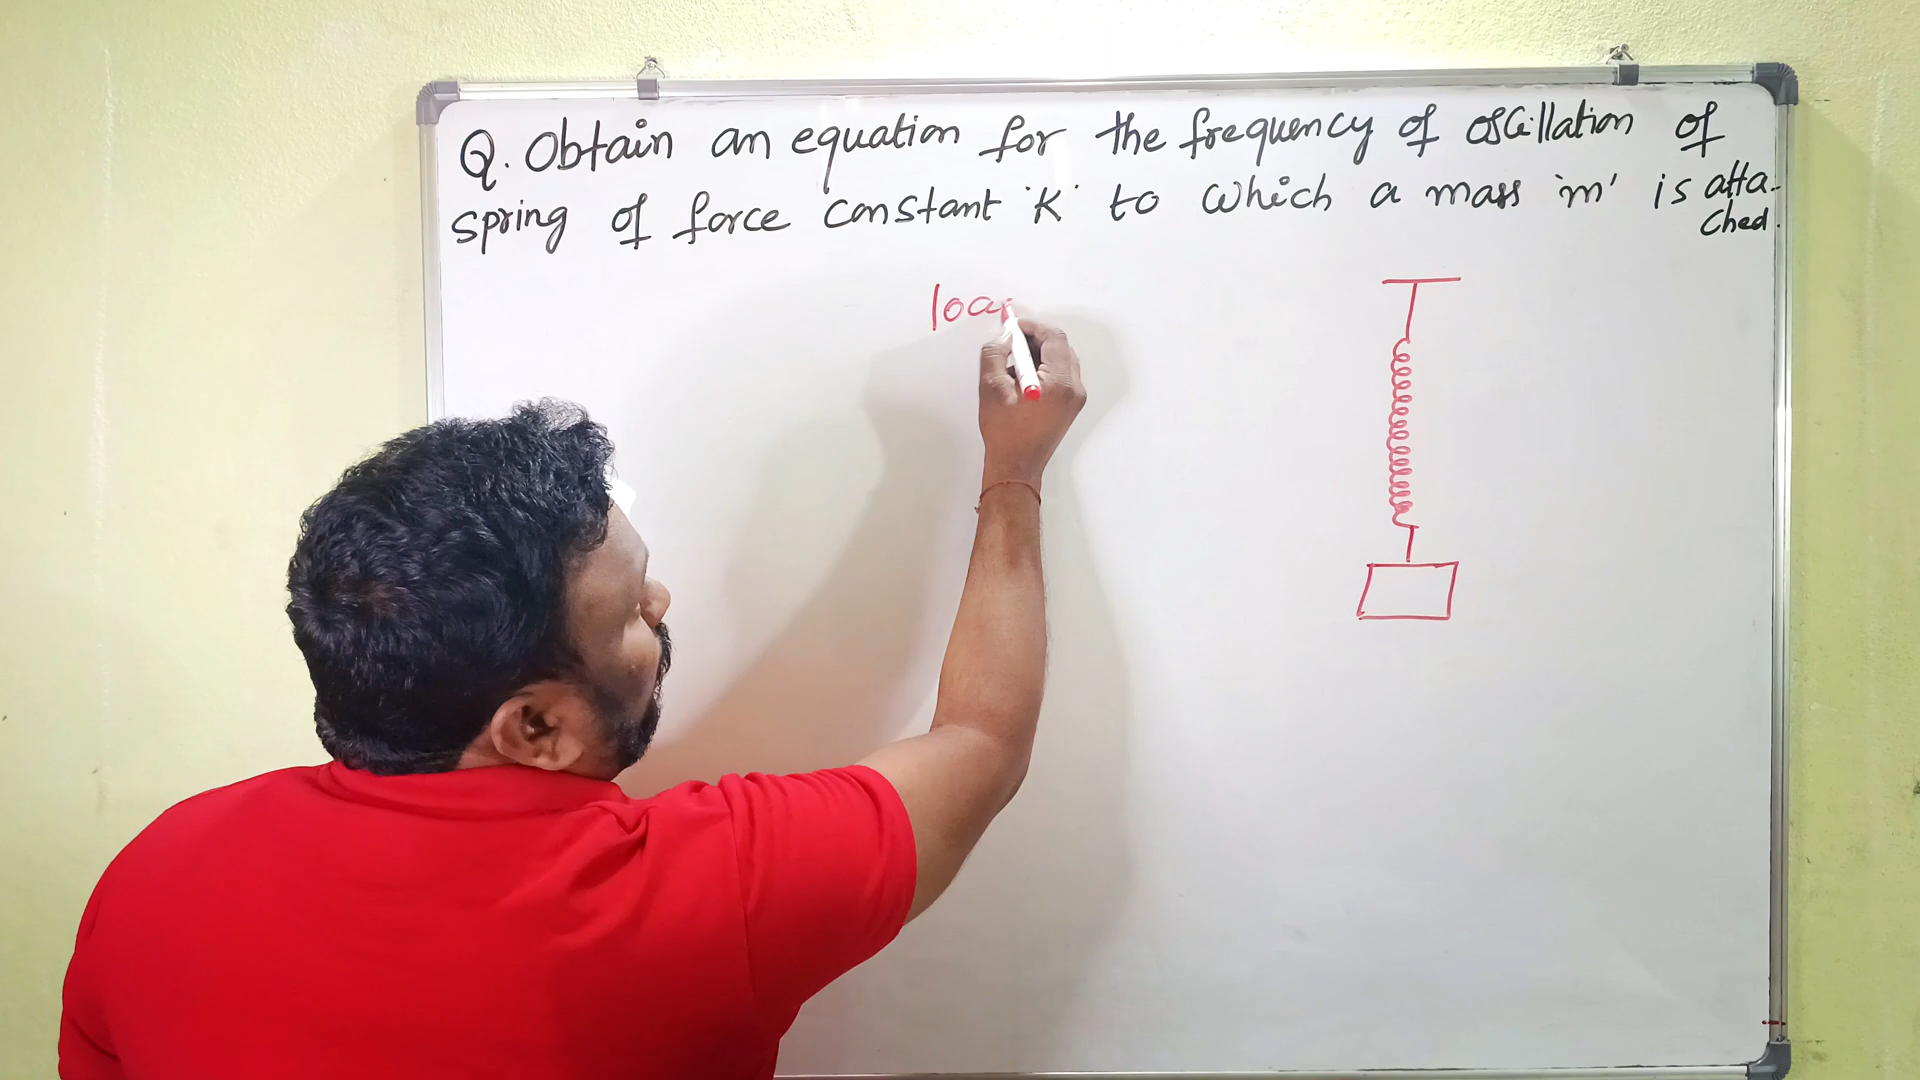 Q. Obtain an equation for the frequency of oscillation of
spring of force constant 'K' to which a mass 'm' is atta-
ched.
loa